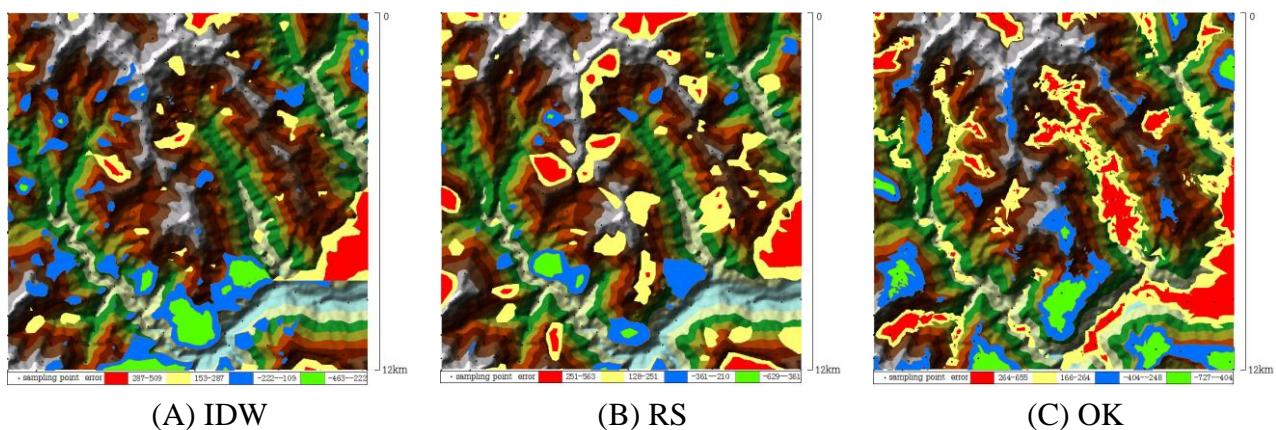 0
0
0
12km
12km
12km
• sampling point error 287-509 153-287 -222--109 -463--222
• sampling point error 251-563 128-251 -361--210 -629--361
• sampling point error 264-655 166-264 -404--248 -727--404
(A) IDW
(B) RS
(C) OK